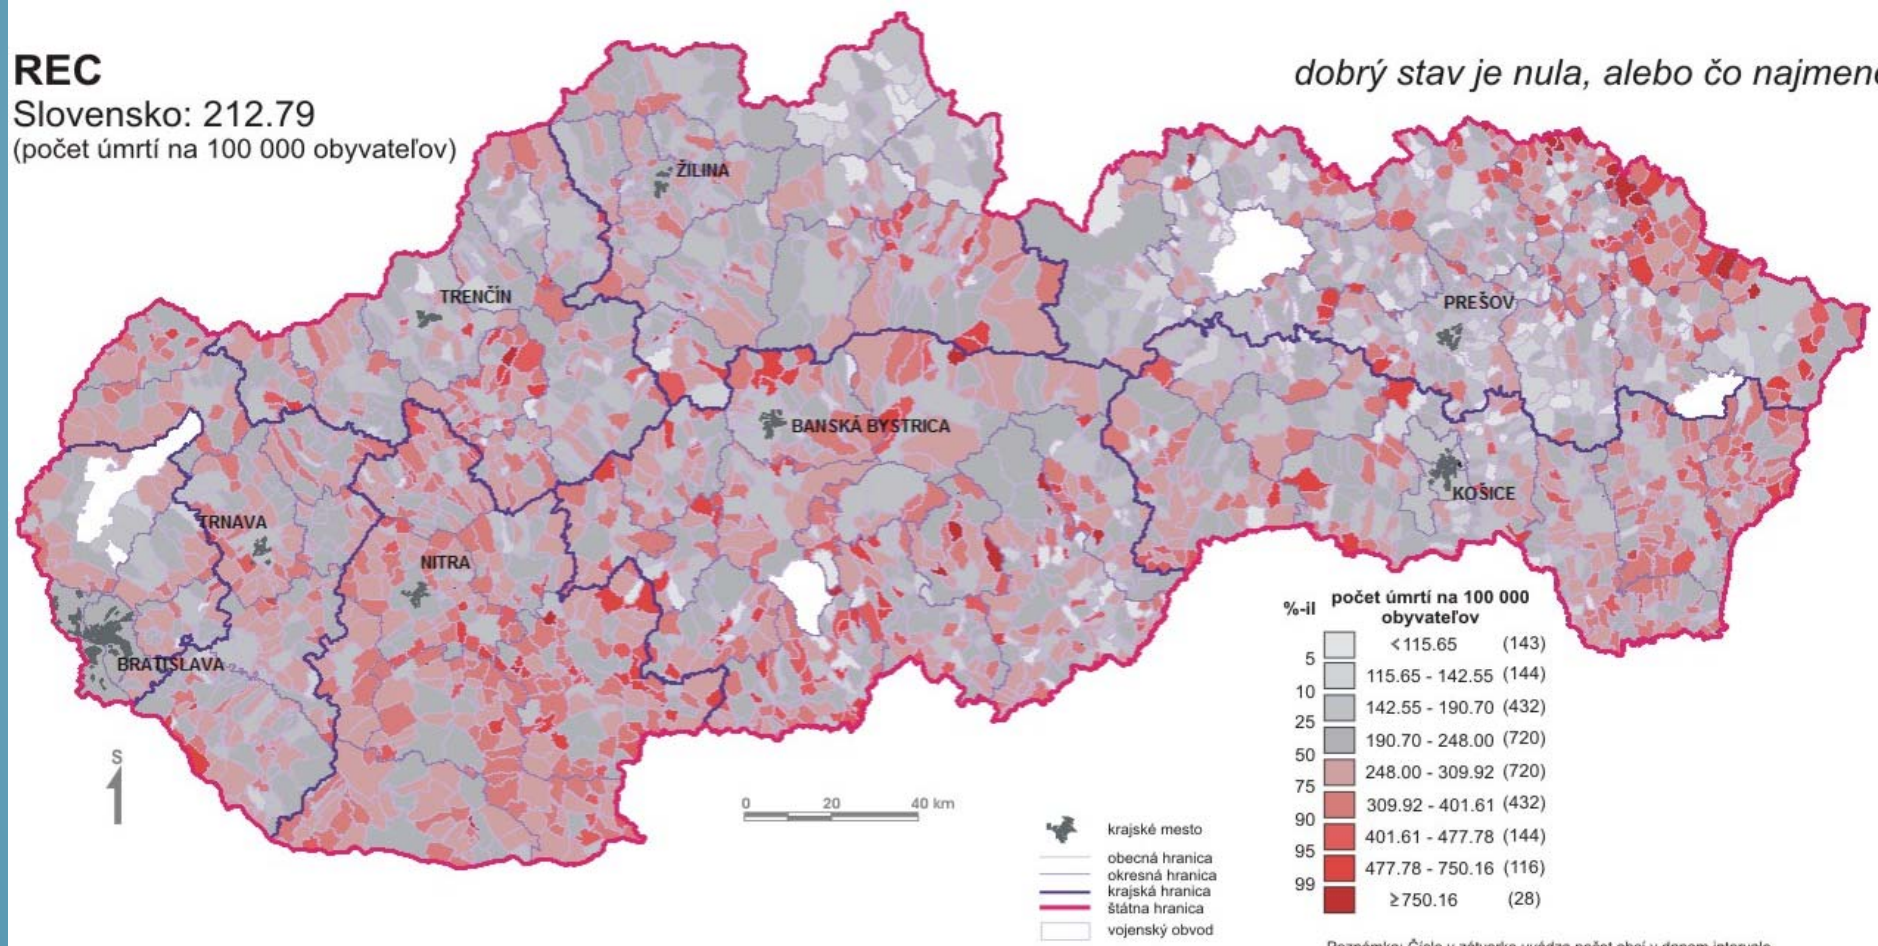 REC
Slovensko: 212.79
(počet úmrtí na 100 000 obyvateľov)
dobrý stav je nula, alebo čo najmene
ŽILINA
TRENČÍN
PREŠOV
BANSKÁ BYSTRICA
KOŠICE
TRNAVA
NITRA
BRATISLAVA
S
0 20 40 km
krajské mesto
obecná hranica
okresná hranica
krajská hranica
štátna hranica
vojenský obvod
%-il
počet úmrtí na 100 000
obyvateľov
<115.65 (143)
5
115.65 - 142.55 (144)
10
142.55 - 190.70 (432)
25
190.70 - 248.00 (720)
50
248.00 - 309.92 (720)
75
309.92 - 401.61 (432)
90
401.61 - 477.78 (144)
95
477.78 - 750.16 (116)
99
≥750.16 (28)